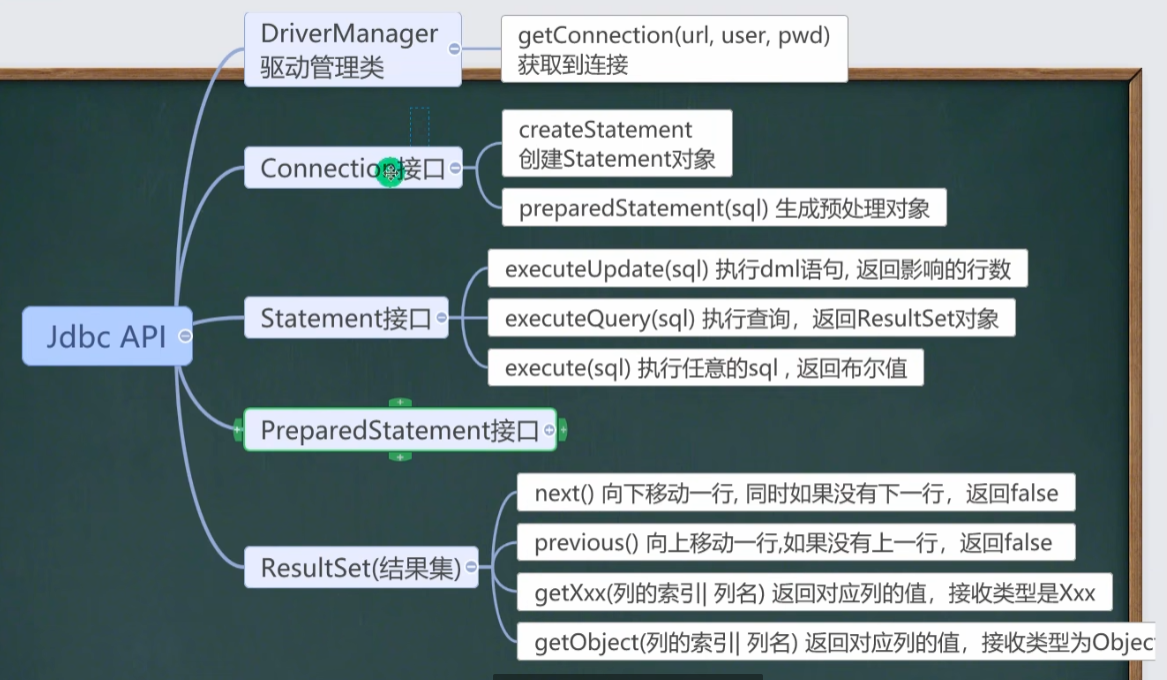 DriverManager
驱动管理类
getConnection(url, user, pwd)
获取到连接
Connection接口
createStatement
创建Statement对象
preparedStatement(sql) 生成预处理对象
Jdbc API
Statement接口
executeUpdate(sql) 执行dml语句, 返回影响的行数
executeQuery(sql) 执行查询，返回ResultSet对象
execute(sql) 执行任意的sql , 返回布尔值
PreparedStatement接口
ResultSet(结果集)
next() 向下移动一行, 同时如果没有下一行，返回false
previous() 向上移动一行,如果没有上一行，返回false
getXxx(列的索引| 列名) 返回对应列的值，接收类型是Xxx
getObject(列的索引| 列名) 返回对应列的值，接收类型为Objec